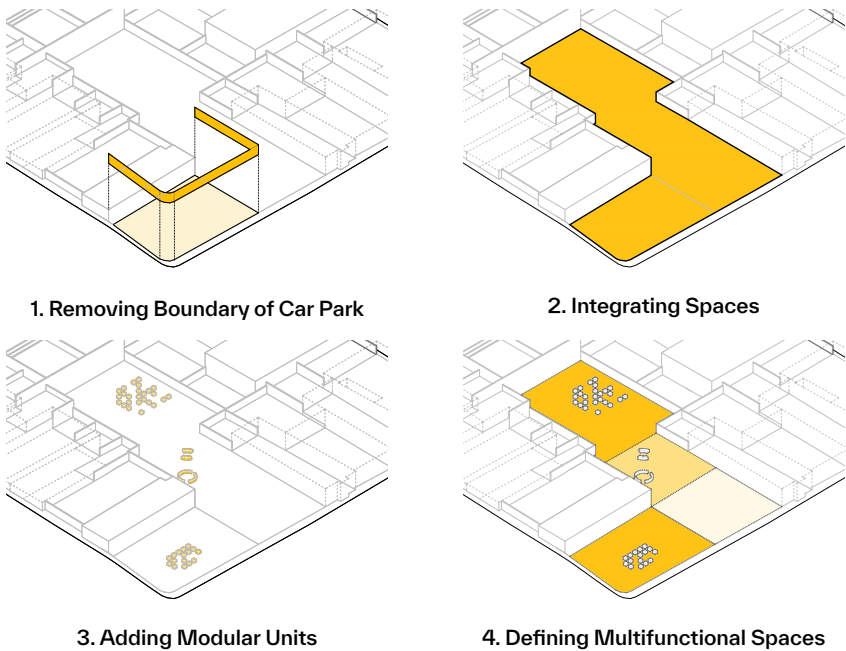 1. Removing Boundary of Car Park
2. Integrating Spaces
3. Adding Modular Units
4. Defining Multifunctional Spaces